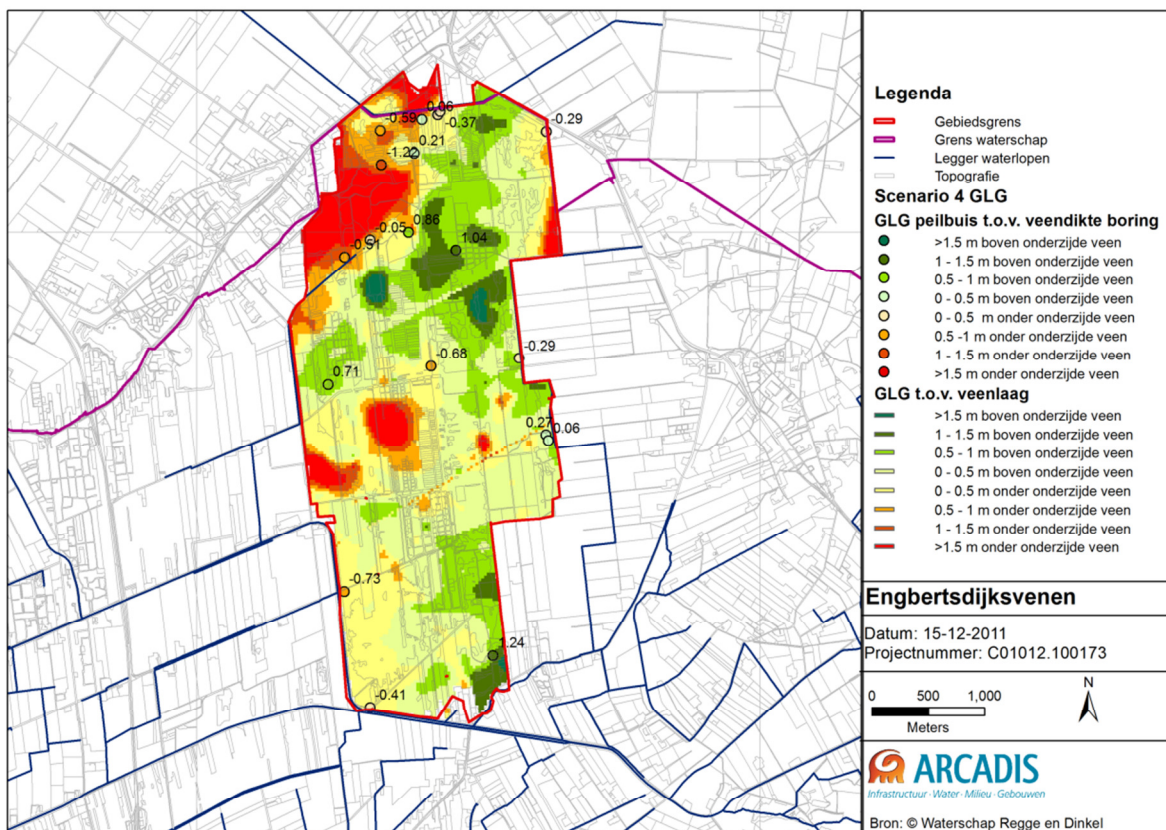 -0.59
0.06
-0.37
-0.29
0.21
-1.22
0.86
-0.05
-0.91
1.04
-0.29
-0.68
0.71
0.27
0.06
-0.73
1.24
-0.41
Legenda
Gebiedsgrens
Grens waterschap
Legger waterlopen
Topografie
Scenario 4 GLG
GLG peilbuis t.o.v. veendikte boring
>1.5 m boven onderzijde veen
1 - 1.5 m boven onderzijde veen
0.5 - 1 m boven onderzijde veen
0 - 0.5 m boven onderzijde veen
0 - 0.5 m onder onderzijde veen
0.5 -1 m onder onderzijde veen
1 - 1.5 m onder onderzijde veen
>1.5 m onder onderzijde veen
GLG t.o.v. veenlaag
>1.5 m boven onderzijde veen
1 - 1.5 m boven onderzijde veen
0.5 - 1 m boven onderzijde veen
0 - 0.5 m boven onderzijde veen
0 - 0.5 m onder onderzijde veen
0.5 - 1 m onder onderzijde veen
1 - 1.5 m onder onderzijde veen
>1.5 m onder onderzijde veen
Engbertsdijksvenen
Datum: 15-12-2011
Projectnummer: C01012.100173
0 500 1,000
Meters
N
ARCADIS
Infrastructuur · Water · Milieu · Gebouwen
Bron: © Waterschap Regge en Dinkel